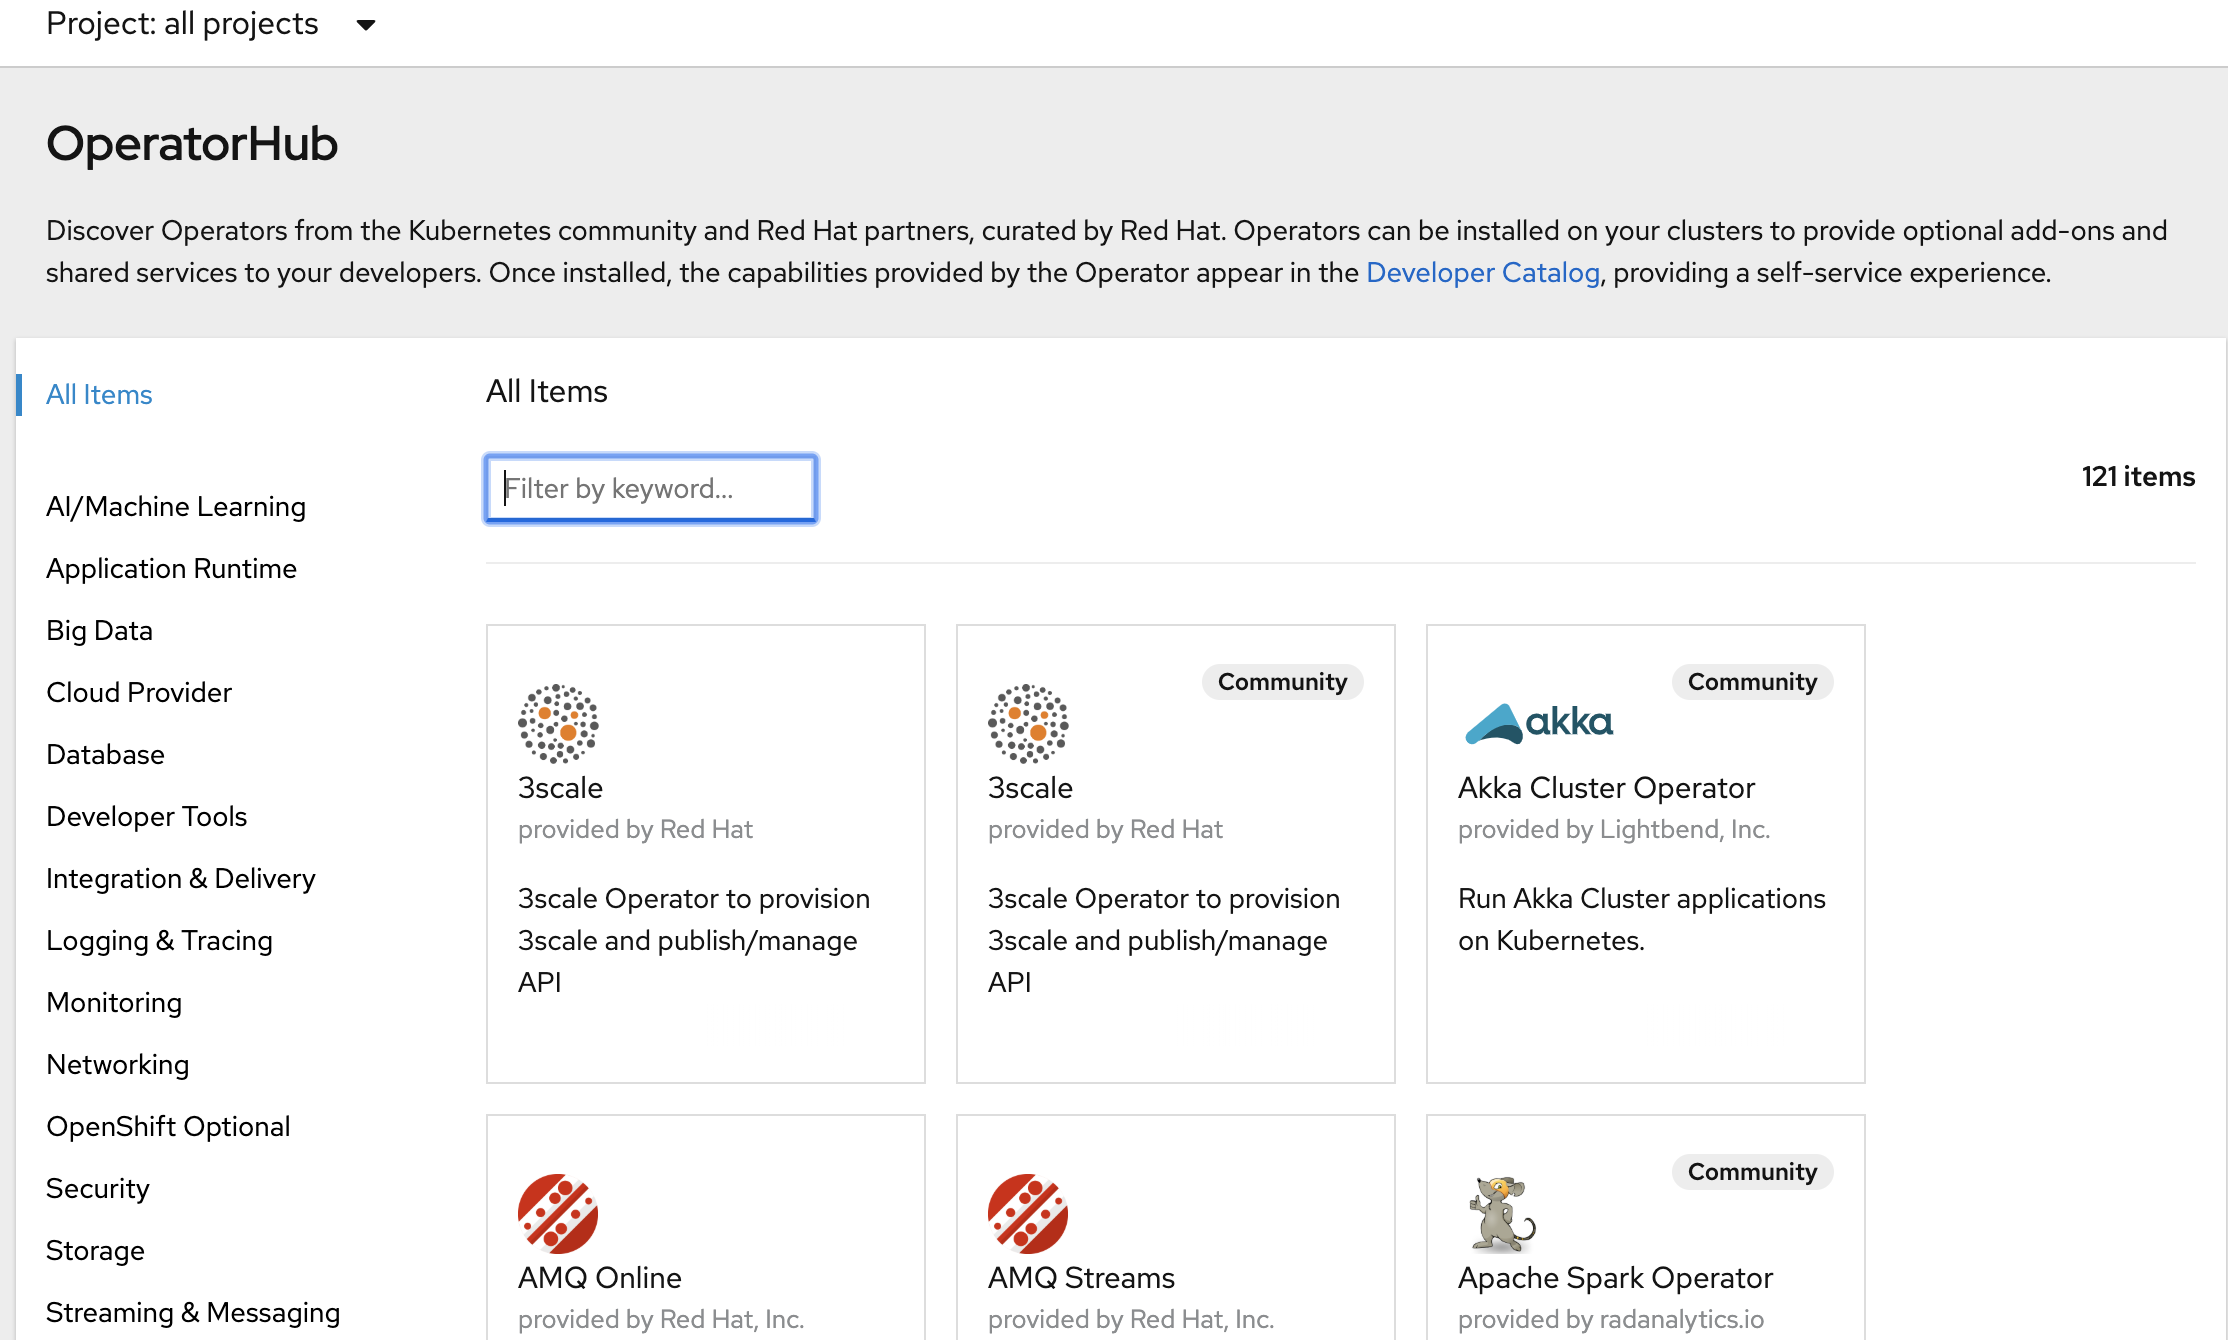 Project: all projects
OperatorHub
Discover Operators from the Kubernetes community and Red Hat partners, curated by Red Hat. Operators can be installed on your clusters to provide optional add-ons and
shared services to your developers. Once installed, the capabilities provided by the Operator appear in the Developer Catalog, providing a self-service experience.
All Items
AI/Machine Learning
Application Runtime
Big Data
Cloud Provider
Database
Developer Tools
Integration & Delivery
Logging & Tracing
Monitoring
Networking
OpenShift Optional
Security
Storage
Streaming & Messaging
All Items
Filter by keyword...
121 items
3scale
provided by Red Hat
3scale Operator to provision
3scale and publish/manage
API
Community
3scale
provided by Red Hat
3scale Operator to provision
3scale and publish/manage
API
Community
akka
Akka Cluster Operator
provided by Lightbend, Inc.
Run Akka Cluster applications
on Kubernetes.
AMQ Online
provided by Red Hat, Inc.
AMQ Streams
provided by Red Hat, Inc.
Community
Apache Spark Operator
provided by radanalytics.io